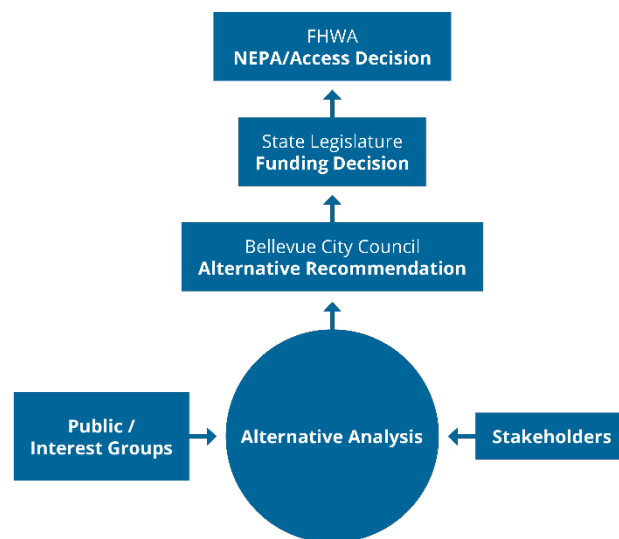 FHWA
NEPA/Access Decision
State Legislature
Funding Decision
Bellevue City Council
Alternative Recommendation
Public /
Interest Groups
Alternative Analysis
Stakeholders